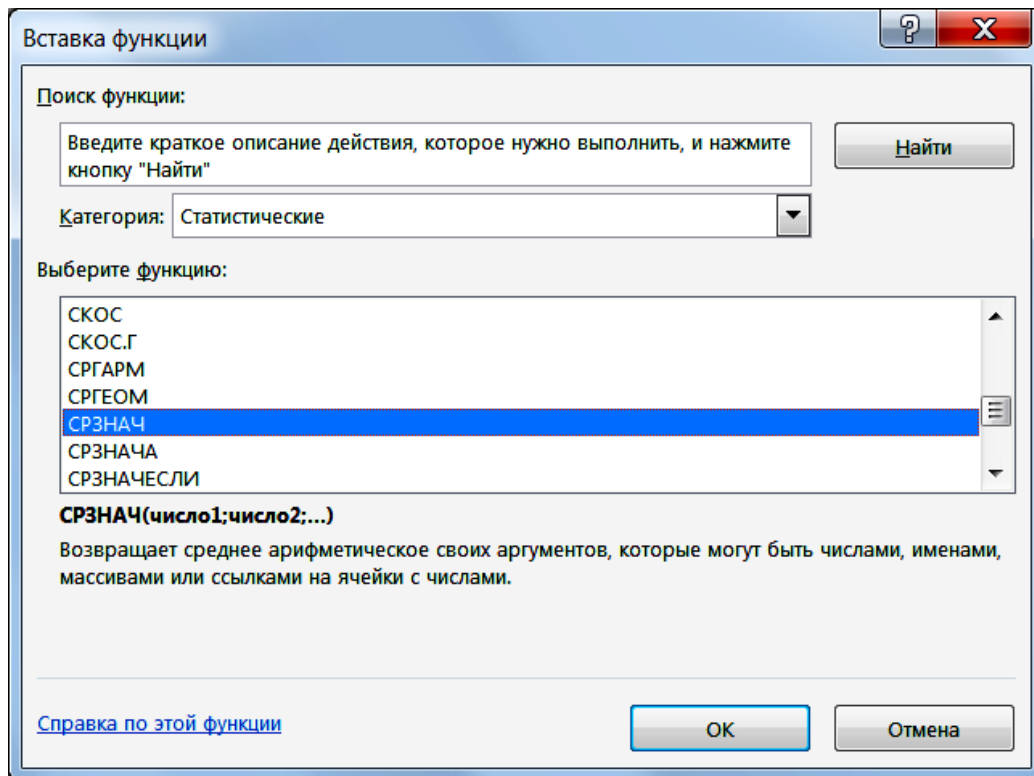 Вставка функции
Поиск функции:
Введите краткое описание действия, которое нужно выполнить, и нажмите
кнопку "Найти"
Найти
Категория: Статистические
Выберите функцию:
СКОС
СКОС.Г
СРГАРМ
СРГЕОМ
СРЗНАЧ
СРЗНАЧА
СРЗНАЧЕСЛИ
СРЗНАЧ(число1;число2;...)
Возвращает среднее арифметическое своих аргументов, которые могут быть числами, именами,
массивами или ссылками на ячейки с числами.
Справка по этой функции
ОК
Отмена